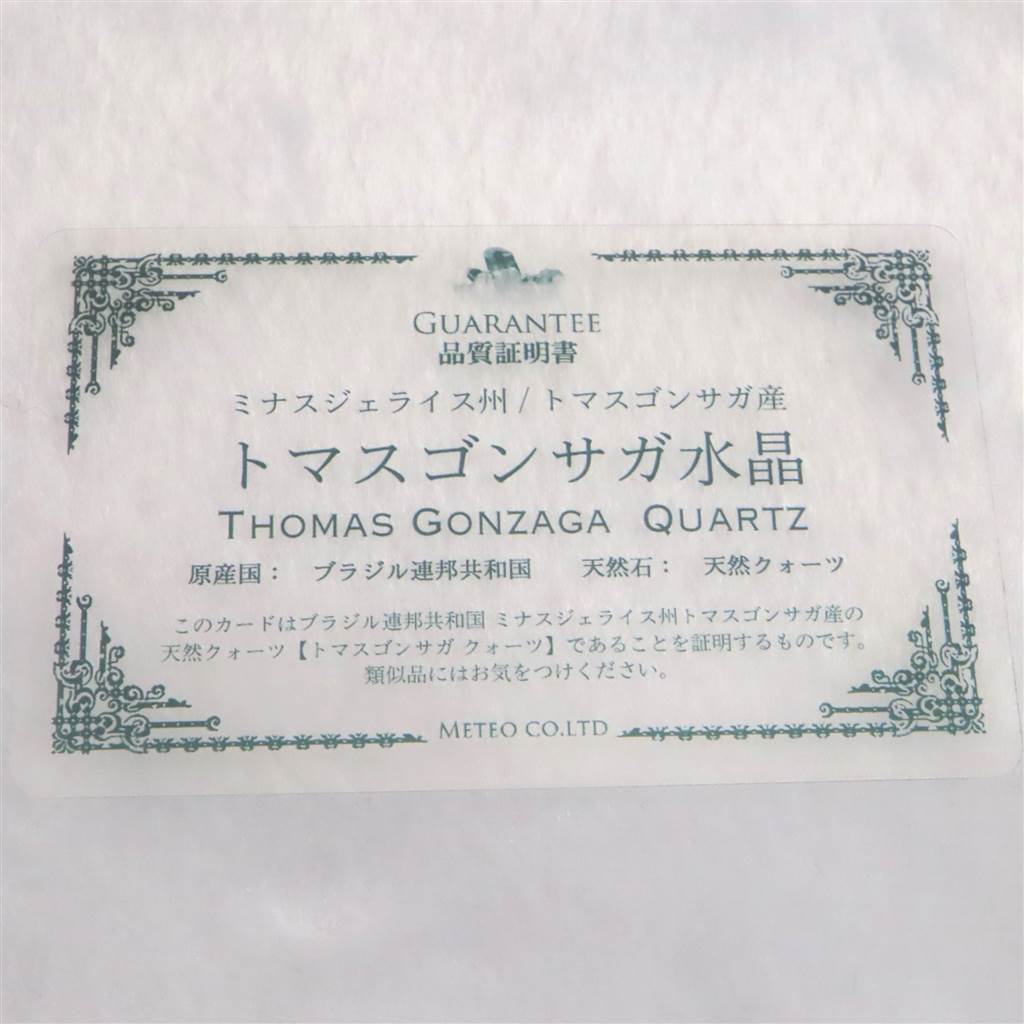 GUARANTEE
品質証明書
ミナスジェライス州 / トマスゴンサガ産
トマスゴンサガ水晶
THOMAS GONZAGA QUARTZ
原産国： ブラジル連邦共和国 天然石： 天然クォーツ
このカードはブラジル連邦共和国 ミナスジェライス州トマスゴンサガ産の
天然クォーツ【トマスゴンサガ クォーツ】であることを証明するものです。
類似品にはお気をつけください。
METEO CO.LTD